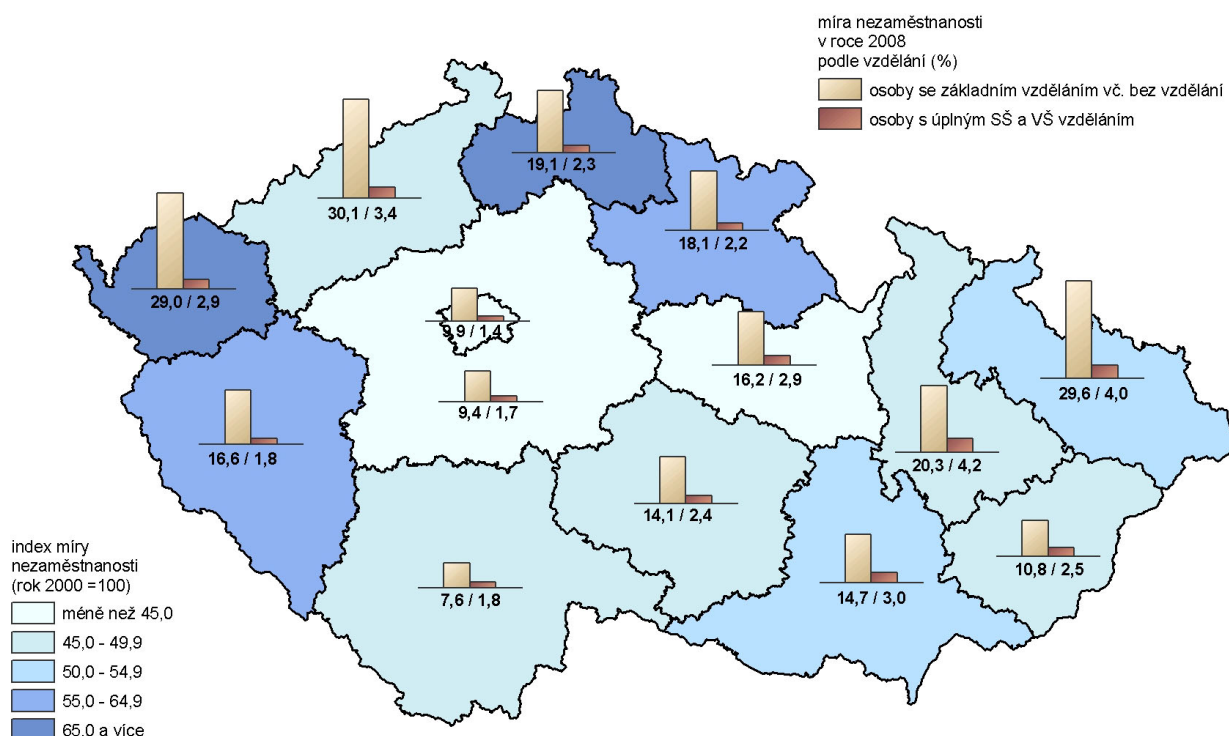 míra nezaměstnanosti
v roce 2008
podle vzdělání (%)
osoby se základním vzděláním vč. bez vzdělání
osoby s úplným SŠ a VŠ vzděláním
19,1 / 2,3
30,1 / 3,4
18,1 / 2,2
29,0 / 2,9
9,9 / 1,4
16,2 / 2,9
29,6 / 4,0
9,4 / 1,7
16,6 / 1,8
20,3 / 4,2
14,1 / 2,4
10,8 / 2,5
7,6 / 1,8
14,7 / 3,0
index míry
nezaměstnanosti
(rok 2000 =100)
méně než 45,0
45,0 - 49,9
50,0 - 54,9
55,0 - 64,9
65,0 a více